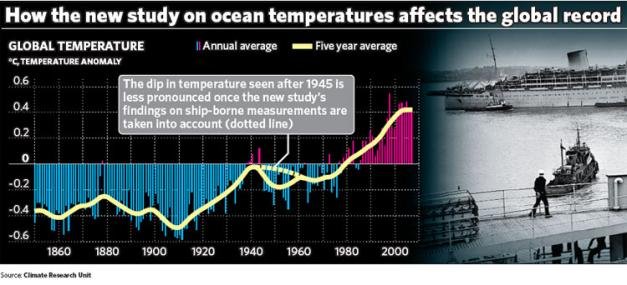 How the new study on ocean temperatures affects the global record
GLOBAL TEMPERATURE
Annual average
Five year average
°C, TEMPERATURE ANOMALY
The dip in temperature seen after 1945 is
less pronounced once the new study's
findings on ship-borne measurements are
taken into account (dotted line)
0.6
0.4
0.2
0
-0.2
-0.4
-0.6
1860 1880 1900 1920 1940 1960 1980 2000
Source: Climate Research Unit